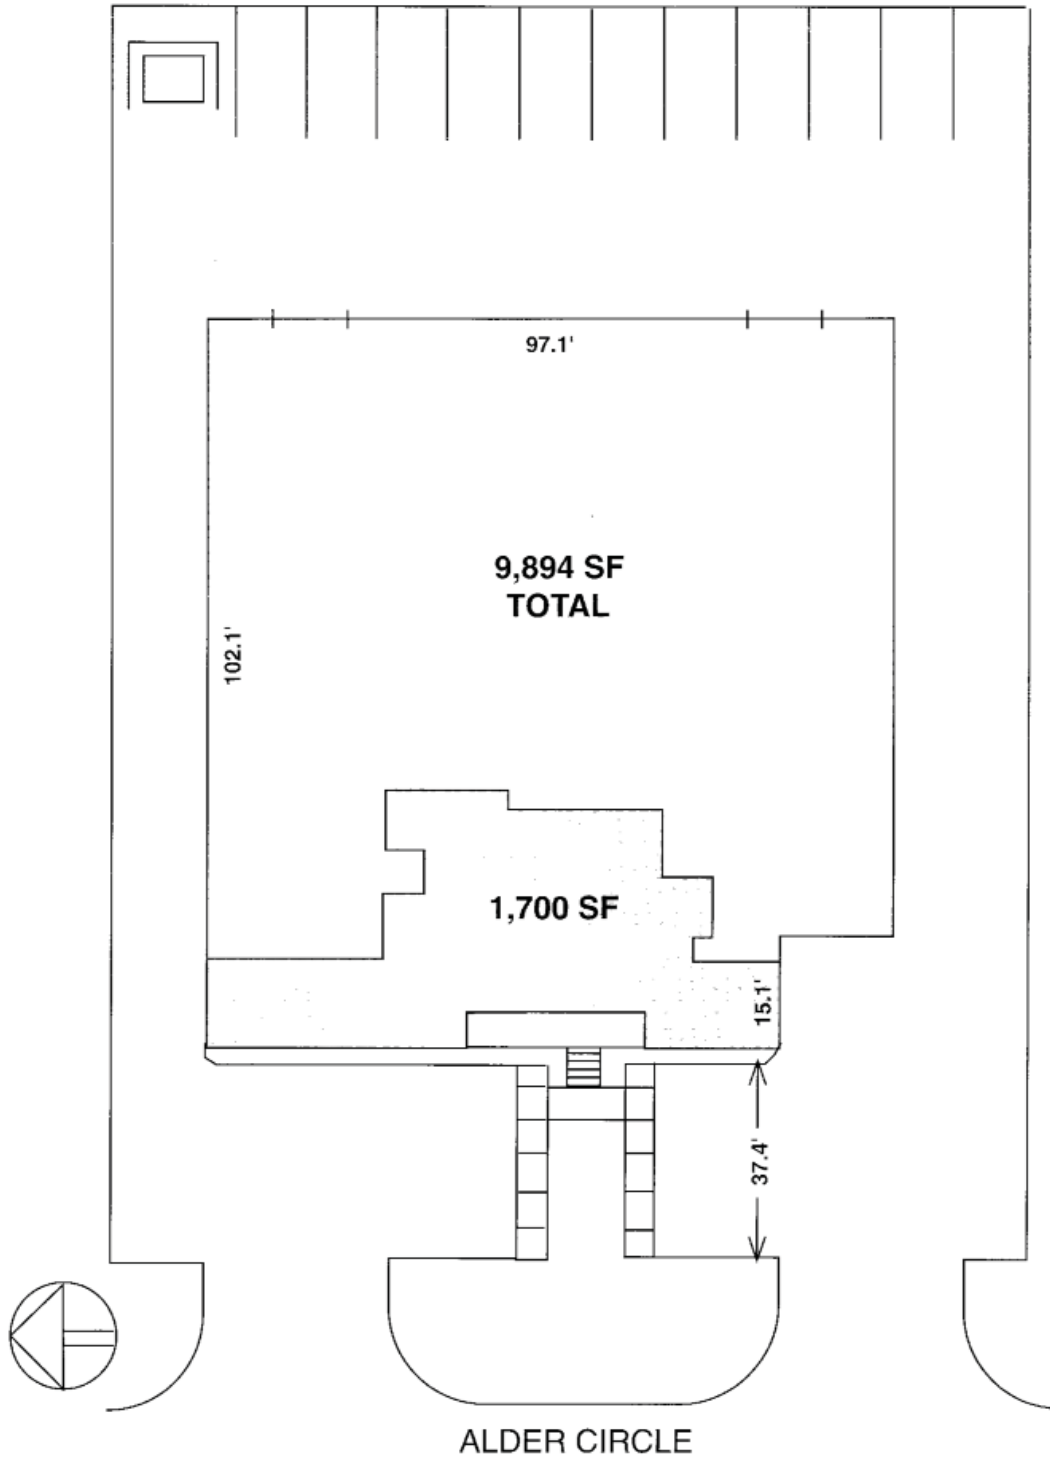 97.1'
9,894 SF
TOTAL
102.1'
1,700 SF
15.1'
37.4'
ALDER CIRCLE